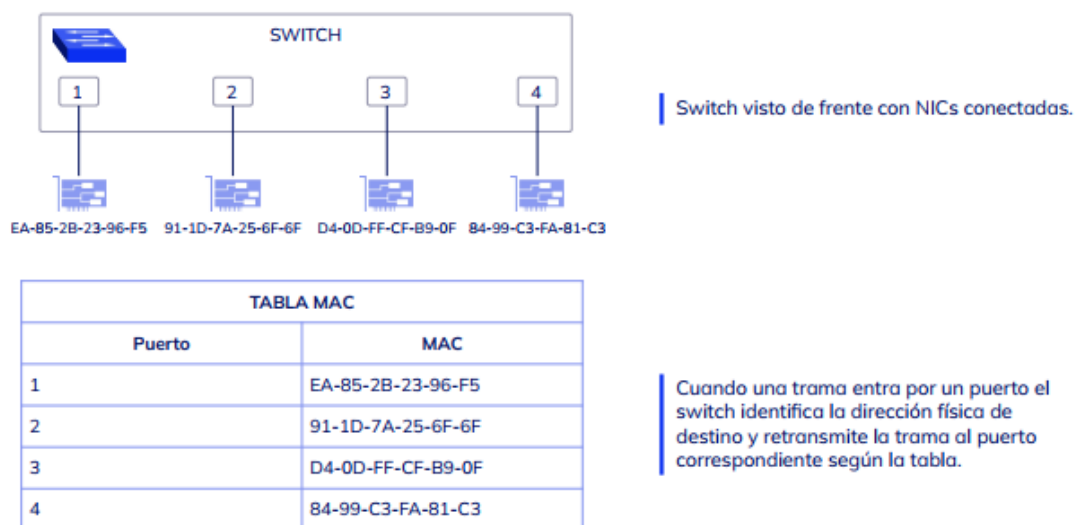 SWITCH
1
2
3
4
Switch visto de frente con NICs conectadas.
EA-85-2B-23-96-F5
91-1D-7A-25-6F-6F
D4-0D-FF-CF-B9-0F
84-99-C3-FA-81-C3
TABLA MAC
Puerto MAC
1 EA-85-2B-23-96-F5
2 91-1D-7A-25-6F-6F
3 D4-0D-FF-CF-B9-0F
4 84-99-C3-FA-81-C3
Cuando una trama entra por un puerto el
switch identifica la dirección física de
destino y retransmite la trama al puerto
correspondiente según la tabla.